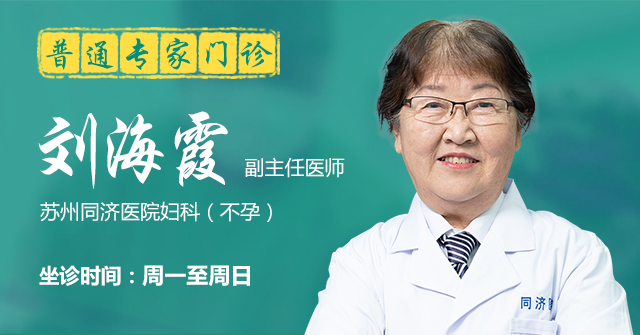 普通专家门诊
刘海霞 副主任医师
苏州同济医院妇科（不孕）
坐诊时间：周一至周日
同济